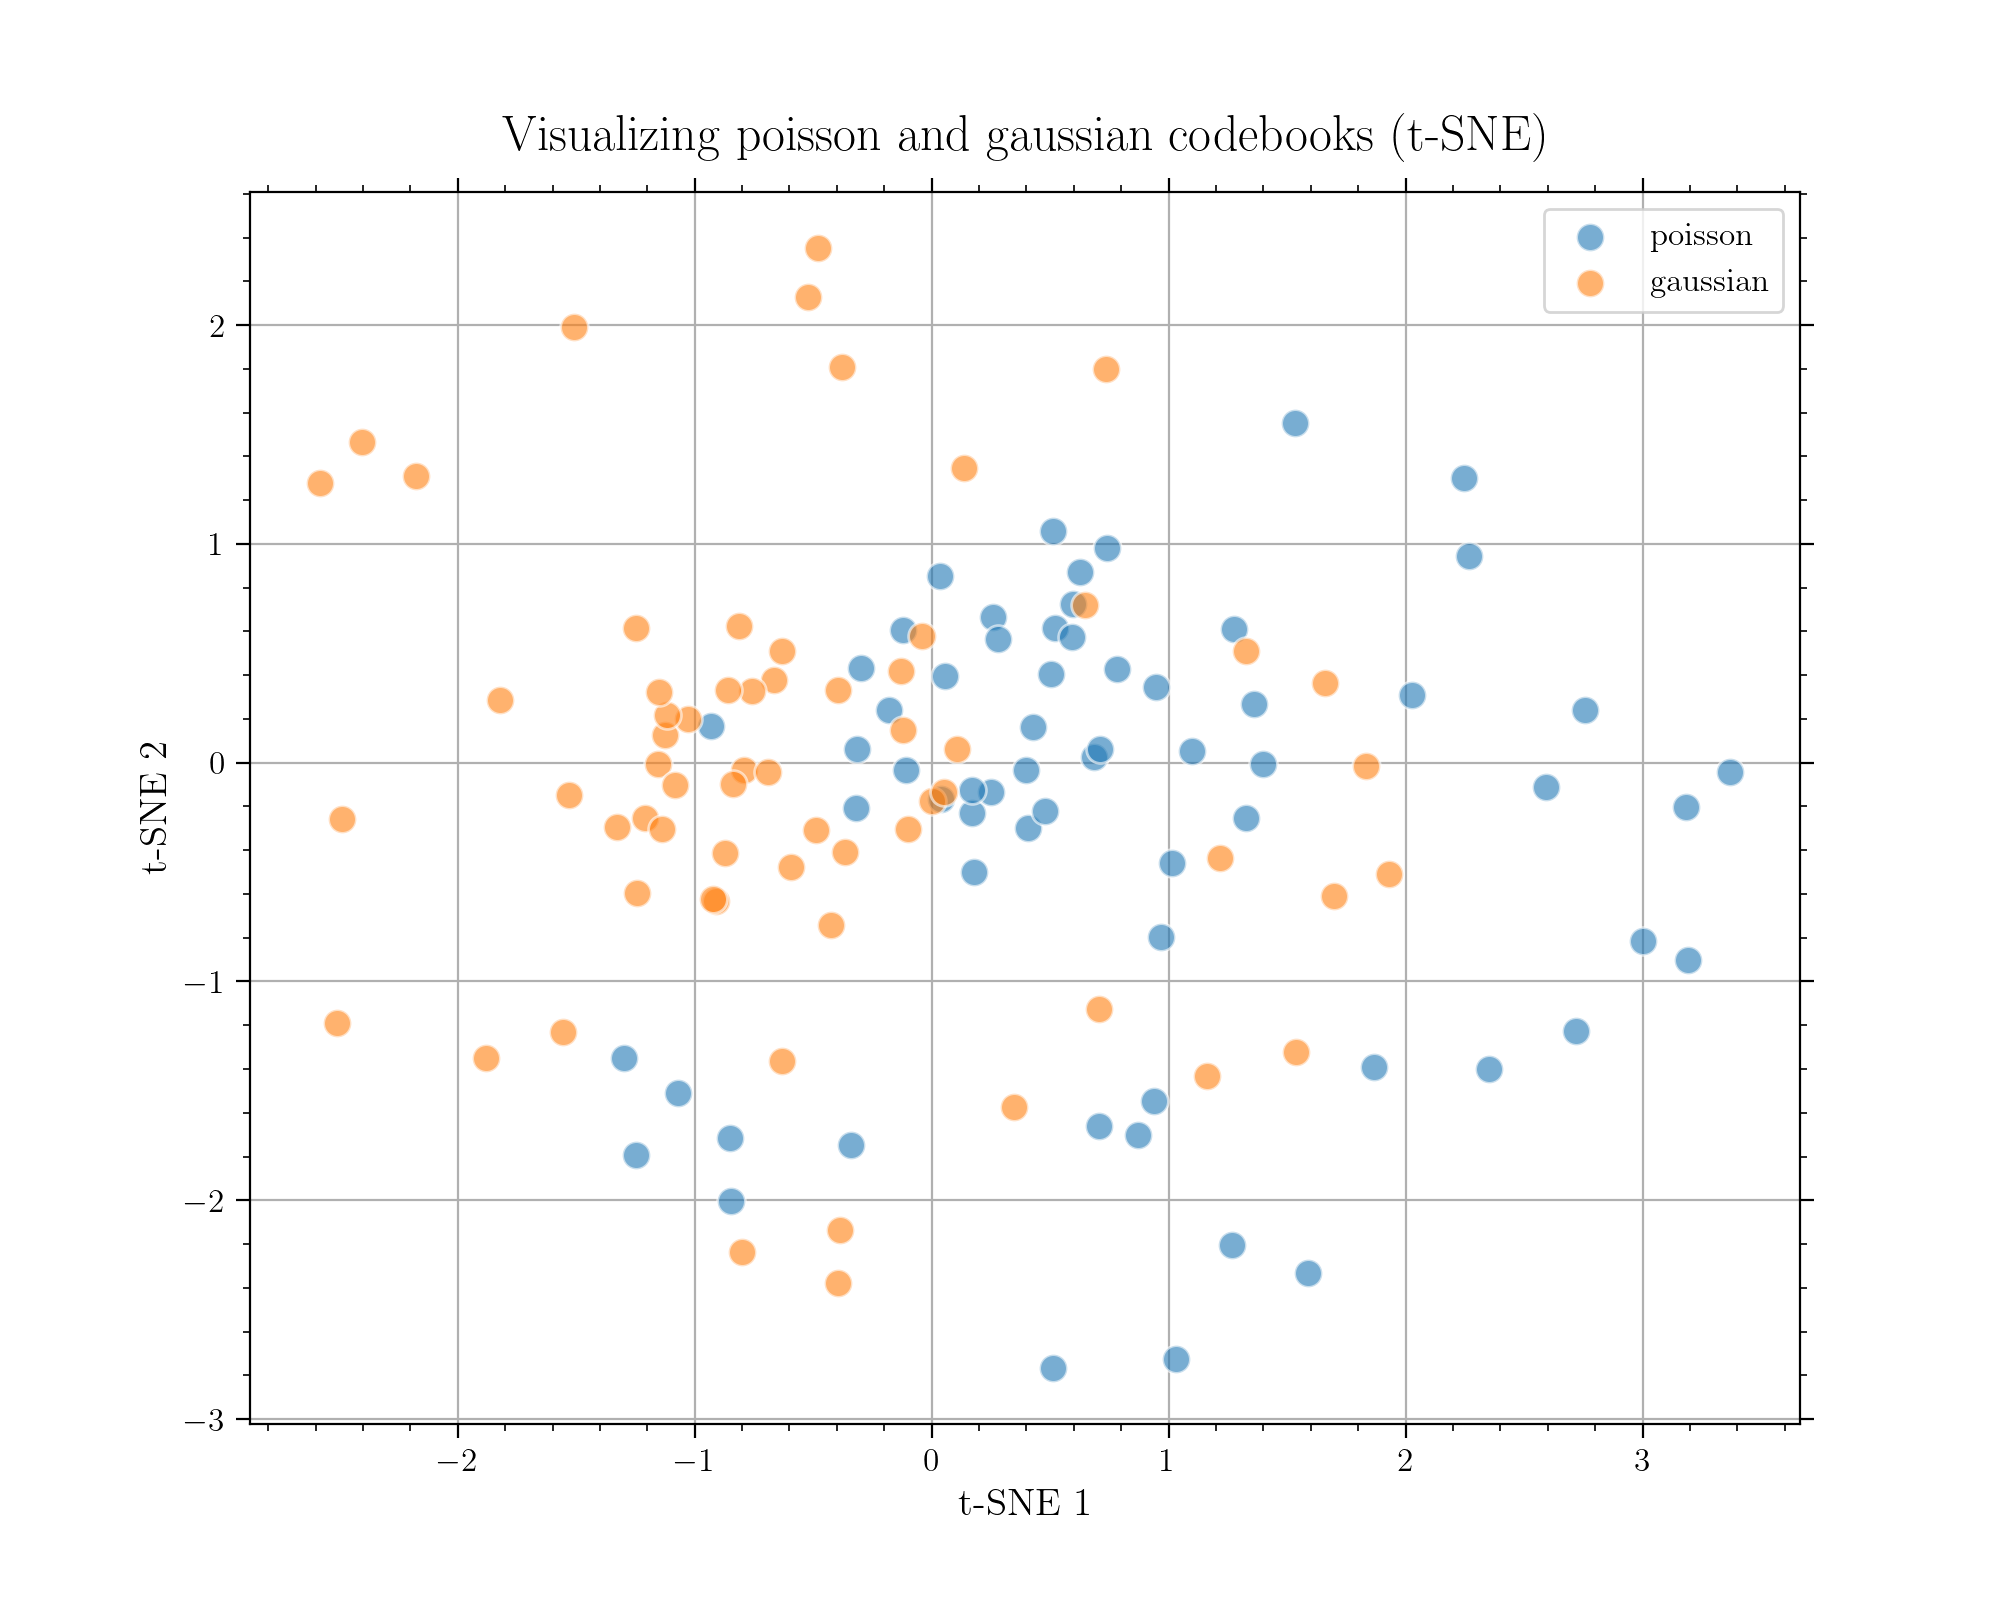 Visualizing poisson and gaussian codebooks (t-SNE)
poisson
gaussian
2
1
0
−1
−2
−3
t-SNE 2
−2
−1
0
1
2
3
t-SNE 1